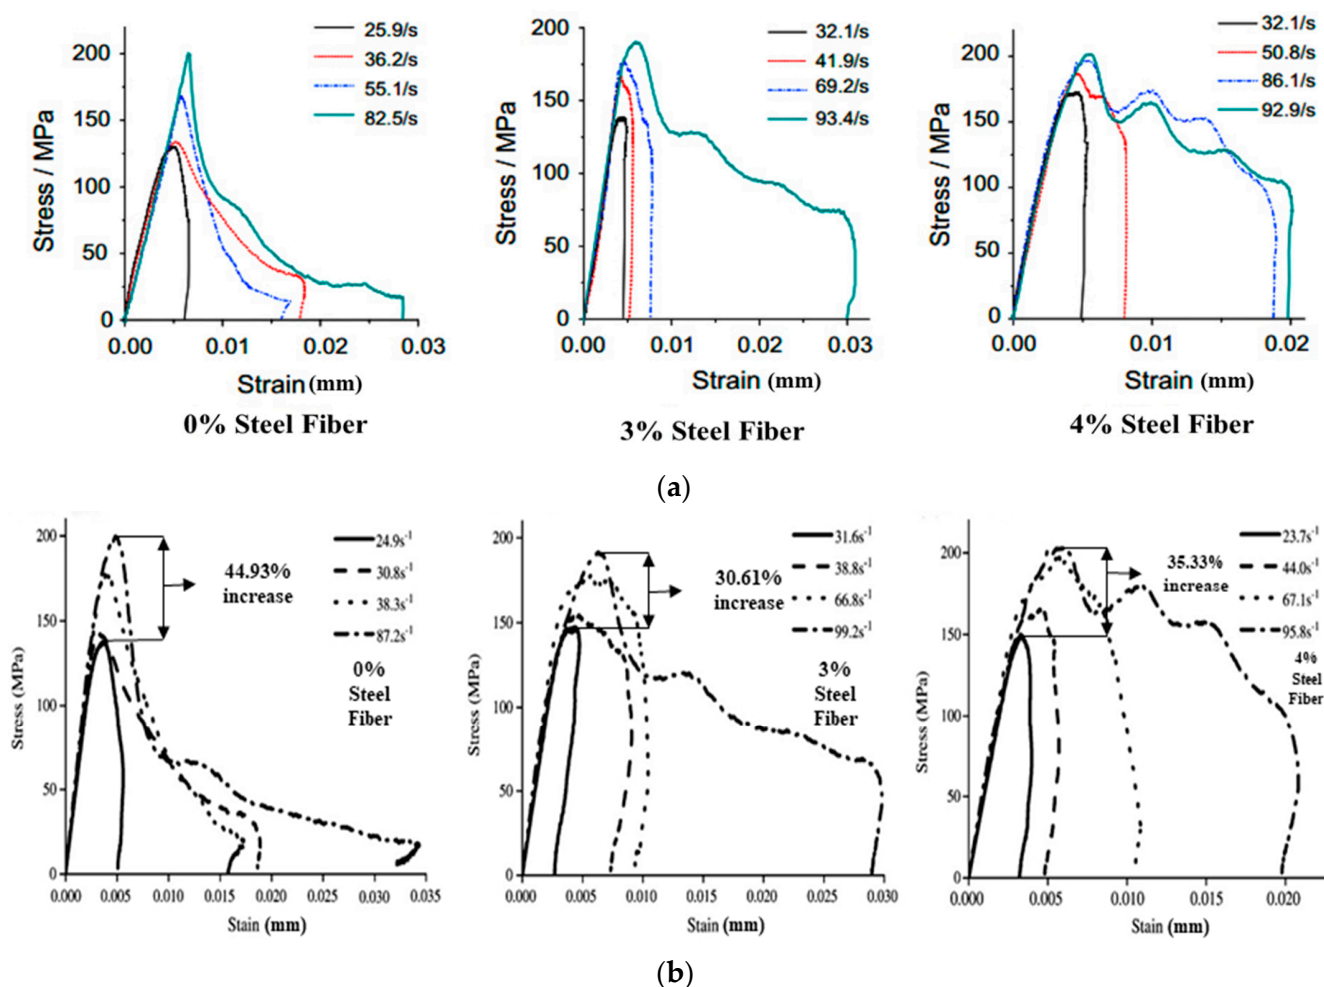 25.9/s
36.2/s
55.1/s
82.5/s
200
150
100
50
0
Stress / MPa
0.00 0.01 0.02 0.03
Strain (mm)
0% Steel Fiber
32.1/s
41.9/s
69.2/s
93.4/s
200
150
100
50
0
Stress / MPa
0.00 0.01 0.02 0.03
Strain (mm)
3% Steel Fiber
32.1/s
50.8/s
86.1/s
92.9/s
200
150
100
50
0
Stress / MPa
0.00 0.01 0.02
Strain (mm)
4% Steel Fiber
(a)
200
150
100
50
0
Stress (MPa)
44.93%
increase
24.9s⁻¹
30.8s⁻¹
38.3s⁻¹
87.2s⁻¹
0%
Steel
Fiber
0.000 0.005 0.010 0.015 0.020 0.025 0.030 0.035
Stain (mm)
200
150
100
50
0
Stress (MPa)
30.61%
increase
31.6s⁻¹
38.8s⁻¹
66.8s⁻¹
99.2s⁻¹
3%
Steel
Fiber
0.000 0.005 0.010 0.015 0.020 0.025 0.030
Stain (mm)
200
150
100
50
0
Stress (MPa)
35.33%
increase
23.7s⁻¹
44.0s⁻¹
67.1s⁻¹
95.8s⁻¹
4%
Steel
Fiber
0.000 0.005 0.010 0.015 0.020
Stain (mm)
(b)